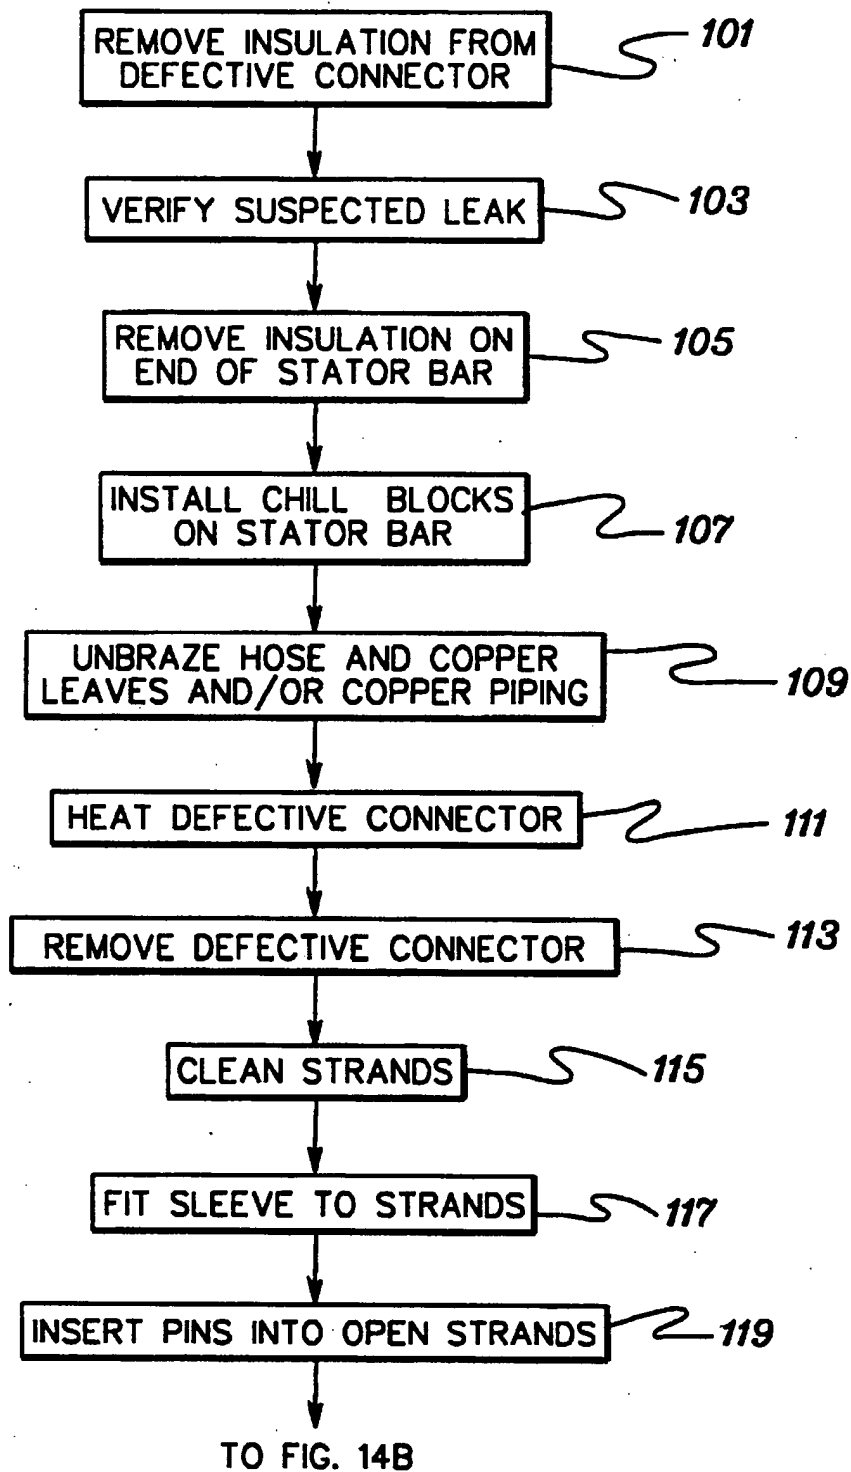 REMOVE INSULATION FROM
DEFECTIVE CONNECTOR
101
VERIFY SUSPECTED LEAK
103
REMOVE INSULATION ON
END OF STATOR BAR
105
INSTALL CHILL BLOCKS
ON STATOR BAR
107
UNBRAZE HOSE AND COPPER
LEAVES AND/OR COPPER PIPING
109
HEAT DEFECTIVE CONNECTOR
111
REMOVE DEFECTIVE CONNECTOR
113
CLEAN STRANDS
115
FIT SLEEVE TO STRANDS
117
INSERT PINS INTO OPEN STRANDS
119
TO FIG. 14B